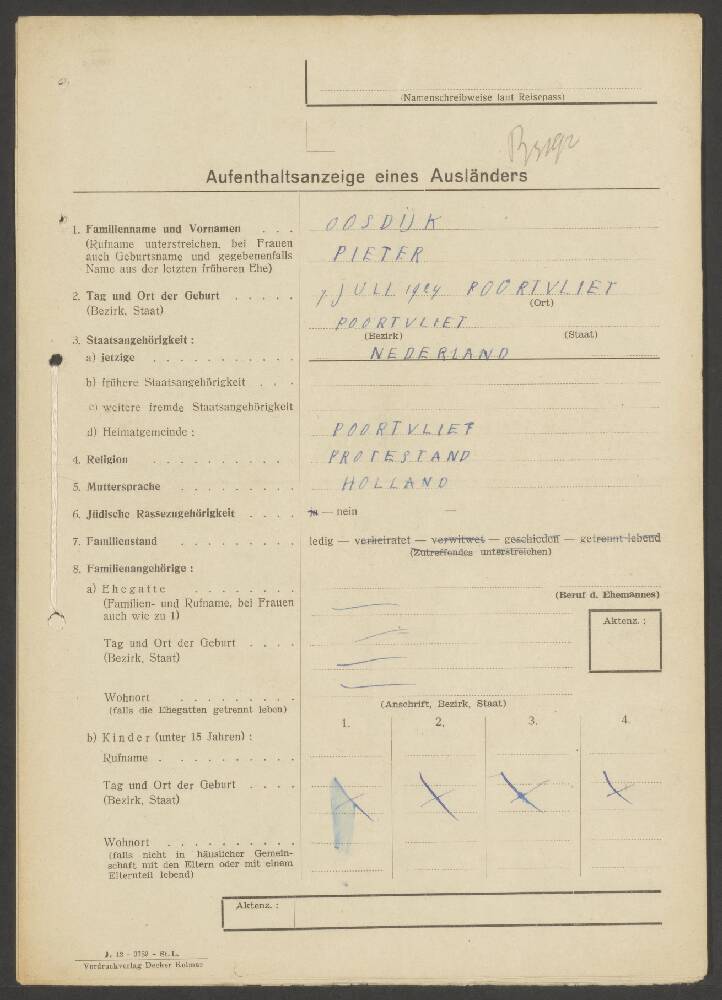 (Namenschreibweise laut Reisepass)
Aufenthaltsanzeige eines Ausländers
1. Familienname und Vornamen . . . OOSDIJK
(Rufname unterstreichen, bei Frauen
auch Geburtsname und gegebenenfalls PIETER
Name aus der letzten früheren Ehe)
2. Tag und Ort der Geburt . . . . . 7 JULI 1924 POORTVLIET
(Bezirk, Staat) (Ort)
POORTVLIET
(Bezirk) (Staat)
3. Staatsangehörigkeit :
a) jetzige . . . . . . . . . . NEDERLAND
b) frühere Staatsangehörigkeit . . .
c) weitere fremde Staatsangehörigkeit
d) Heimatgemeinde : POORTVLIET
4. Religion . . . . . . . . . PROTESTAND
5. Muttersprache . . . . . . . HOLLAND
6. Jüdische Rassezugehörigkeit . . . . ja — nein —
7. Familienstand . . . . . . . ledig — verheiratet — verwitwet — geschieden — getrennt lebend
(Zutreffendes unterstreichen)
8. Familienangehörige :
a) Ehegatte . . . . . . . (Beruf d. Ehemannes)
(Familien- und Rufname, bei Frauen
auch wie zu 1) Aktenz. :
Tag und Ort der Geburt . . . .
(Bezirk, Staat)
Wohnort . . . . . . . . .
(falls die Ehegatten getrennt leben) (Anschrift, Bezirk, Staat)
1. 2. 3. 4.
b) Kinder (unter 15 Jahren) :
Rufname . . . . . . . . . .
Tag und Ort der Geburt . . . .
(Bezirk, Staat)
Wohnort . . . . . . . . . .
(falls nicht in häuslicher Gemein-
schaft mit den Eltern oder mit einem
Elternteil lebend)
Aktenz. :
Vordruckverlag Decker Kolmar